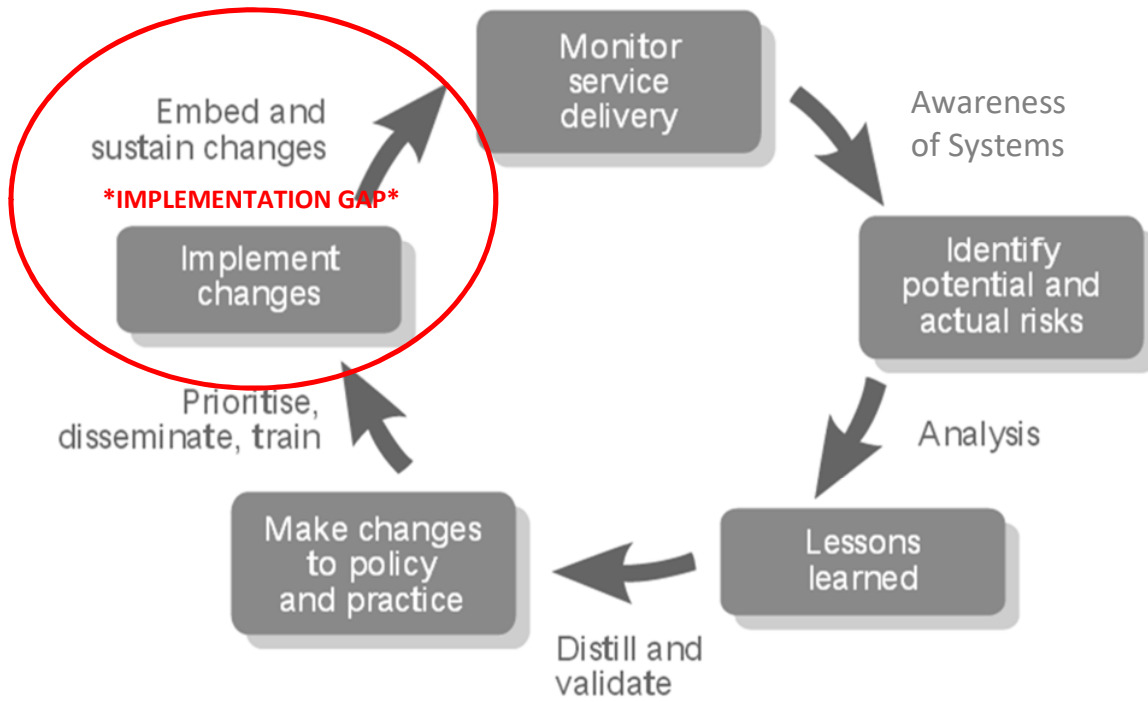 Monitor
service
delivery
Awareness
of Systems
Identify
potential and
actual risks
Analysis
Lessons
learned
Distill and
validate
Make changes
to policy
and practice
Prioritise,
disseminate, train
Implement
changes
*IMPLEMENTATION GAP*
Embed and
sustain changes